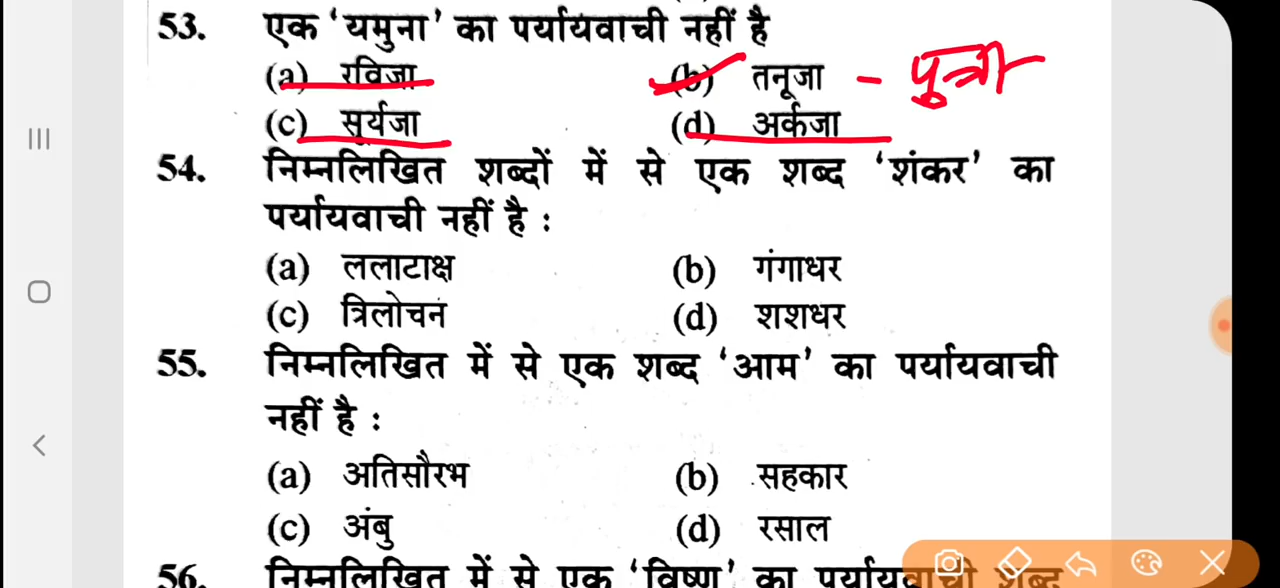 53. एक ‘यमुना’ का पर्यायवाची नहीं है
(a) रविजा (b) तनूजा – पुत्री
(c) सूर्यजा (d) अर्कजा
54. निम्नलिखित शब्दों में से एक शब्द ‘शंकर’ का
पर्यायवाची नहीं है :
(a) ललाटाक्ष (b) गंगाधर
(c) त्रिलोचन (d) शशधर
55. निम्नलिखित में से एक शब्द ‘आम’ का पर्यायवाची
नहीं है :
(a) अतिसौरभ (b) सहकार
(c) अंबु (d) रसाल
56. निम्नलिखित में से एक ‘विष्णु’ का पर्यायवाची शब्द